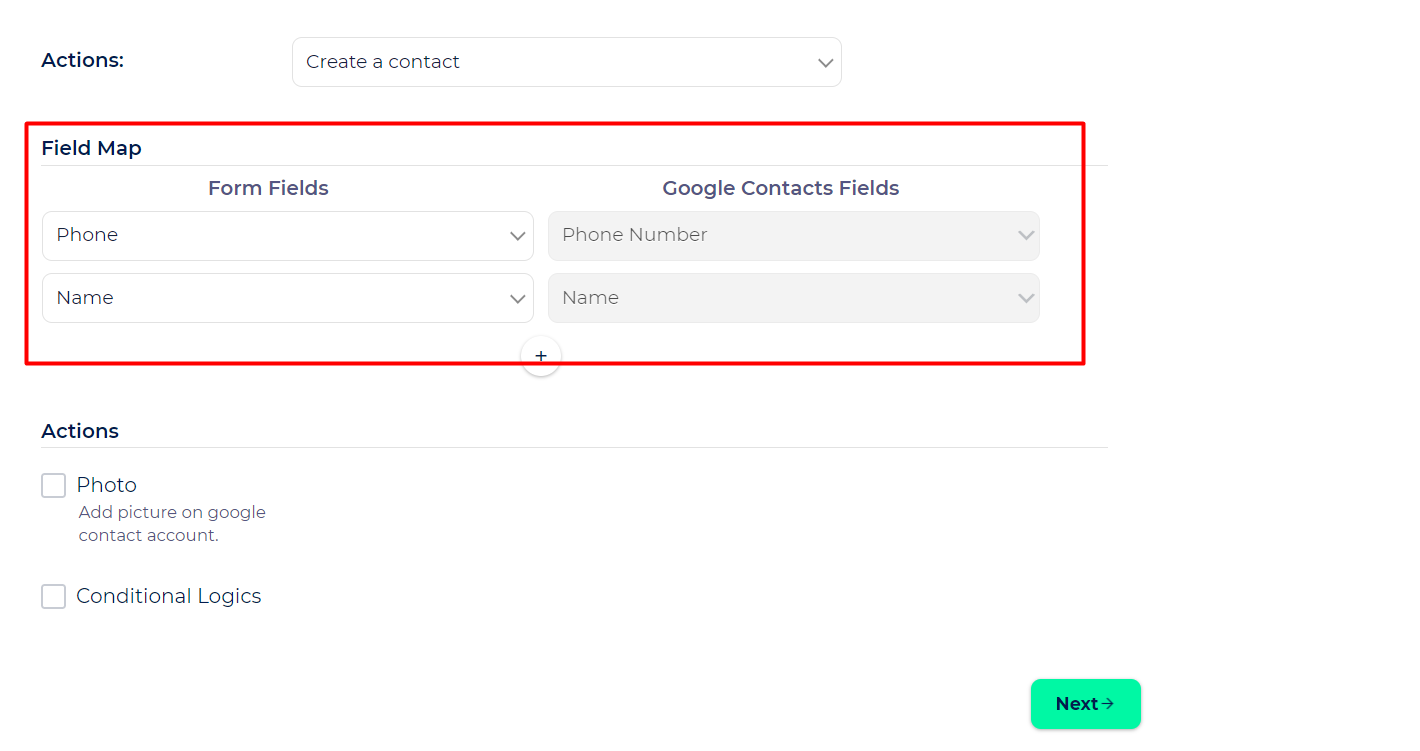 Actions:
Create a contact
Field Map
Form Fields
Google Contacts Fields
Phone
Phone Number
Name
Name
+
Actions
Photo
Add picture on google
contact account.
Conditional Logics
Next→